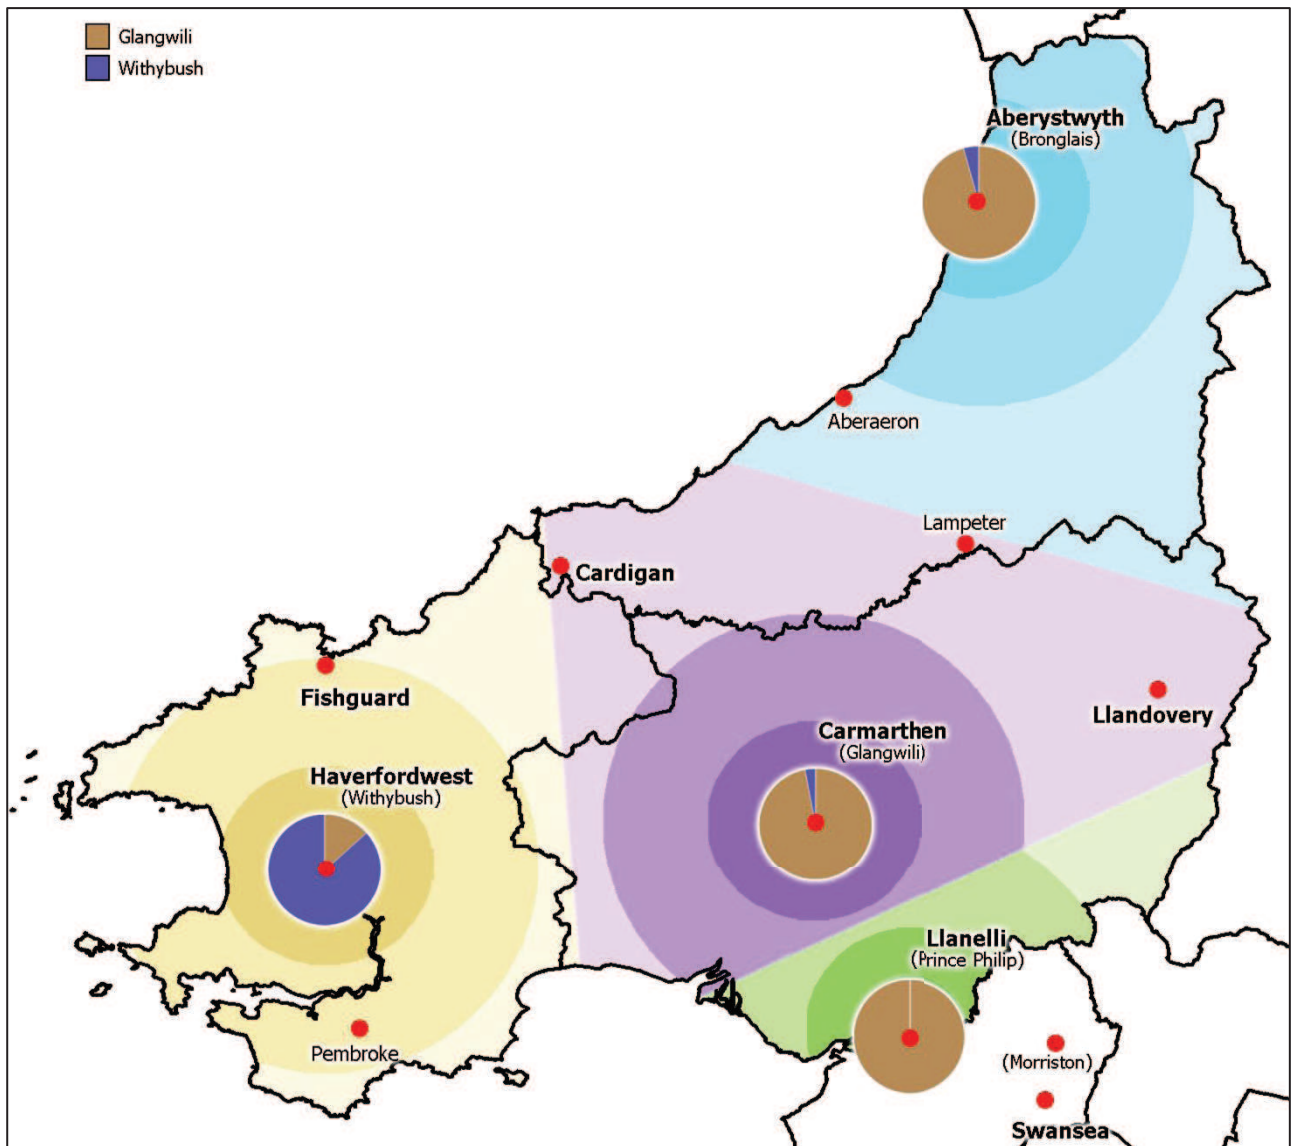 Glangwili
Withybush
Aberystwyth
(Bronglais)
Aberaeron
Lampeter
Cardigan
Fishguard
Llandovery
Carmarthen
(Glangwili)
Haverfordwest
(Withybush)
Llanelli
(Prince Philip)
Pembroke
(Morriston)
Swansea